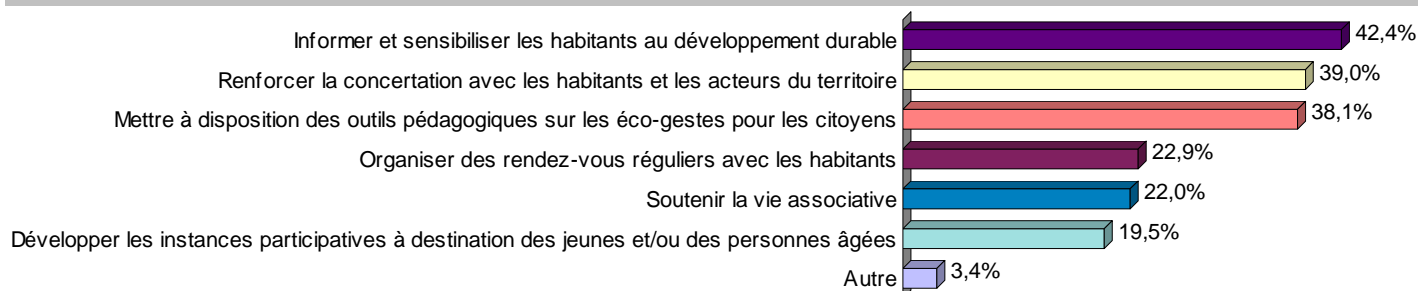 Informer et sensibiliser les habitants au développement durable 42,4%
Renforcer la concertation avec les habitants et les acteurs du territoire 39,0%
Mettre à disposition des outils pédagogiques sur les éco-gestes pour les citoyens 38,1%
Organiser des rendez-vous réguliers avec les habitants 22,9%
Soutenir la vie associative 22,0%
Développer les instances participatives à destination des jeunes et/ou des personnes âgées 19,5%
Autre 3,4%